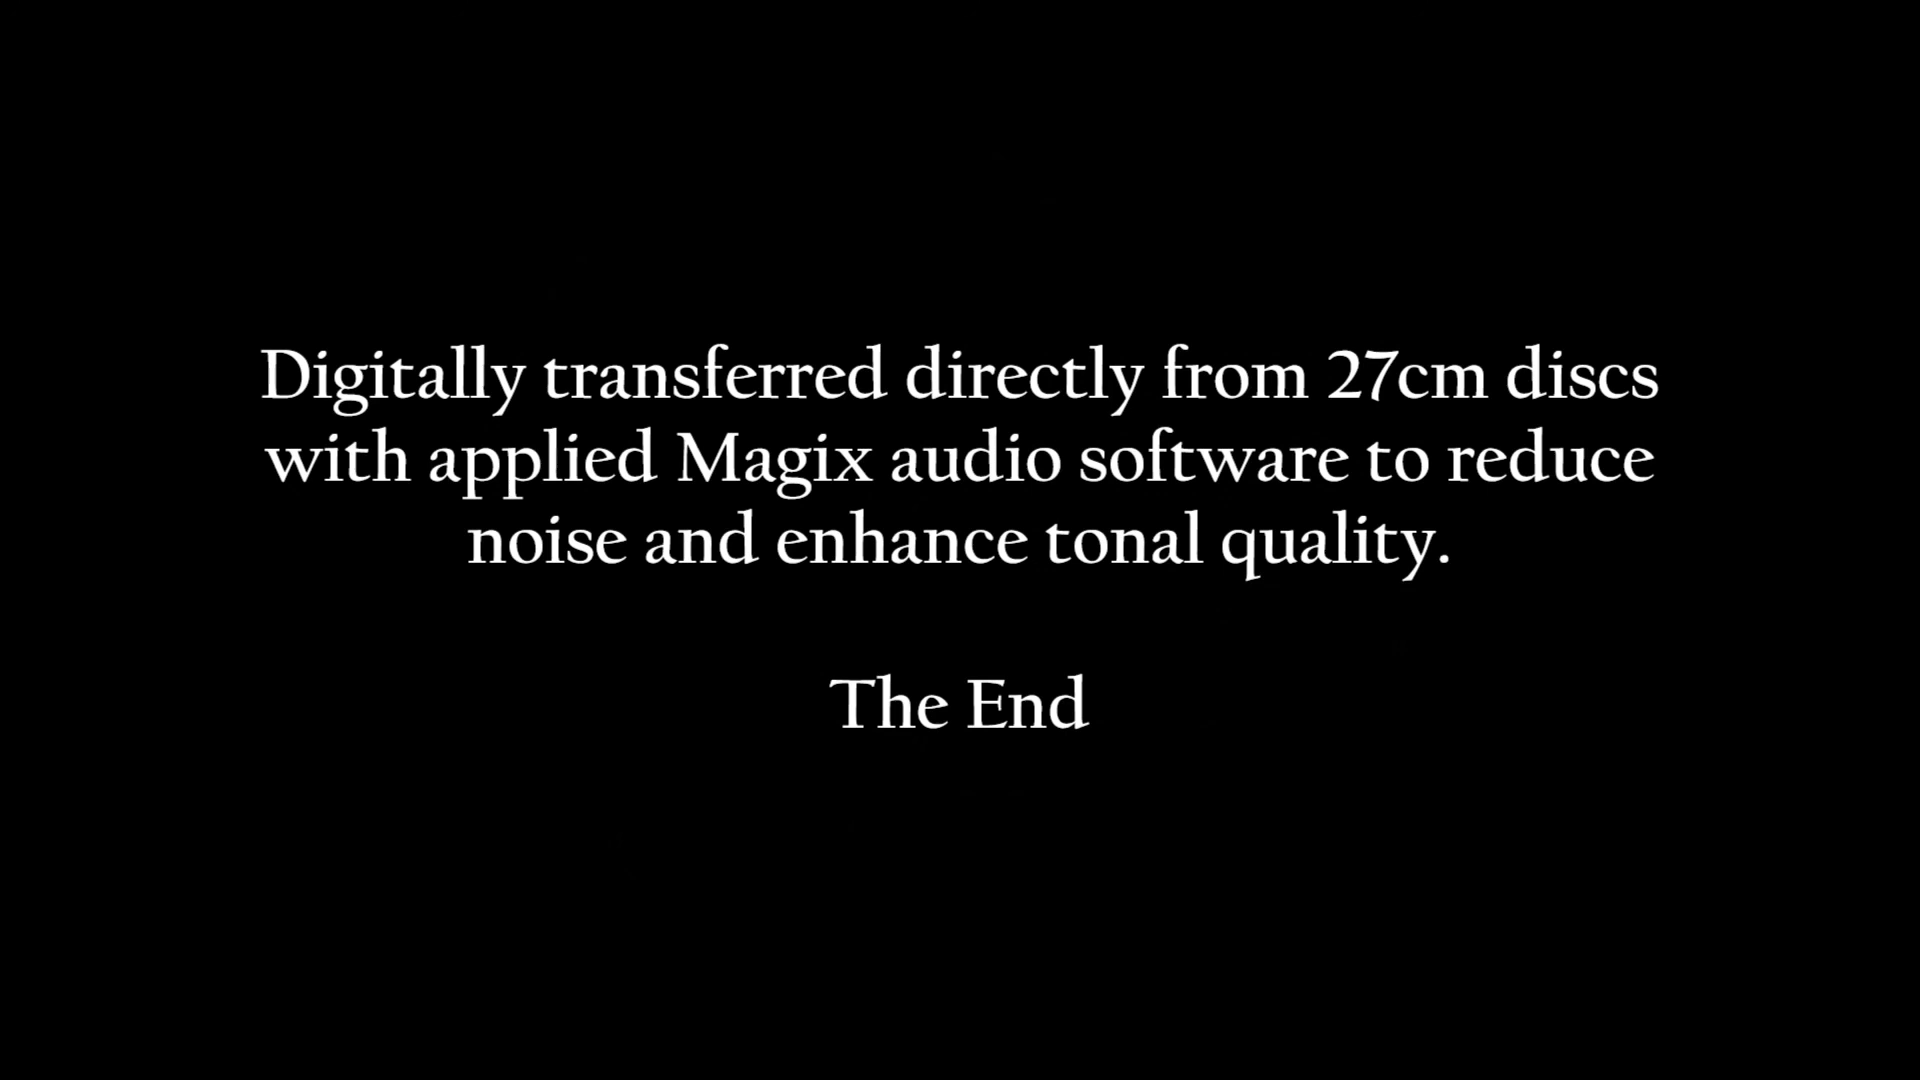 Digitally transferred directly from 27cm discs
with applied Magix audio software to reduce
noise and enhance tonal quality.
The End